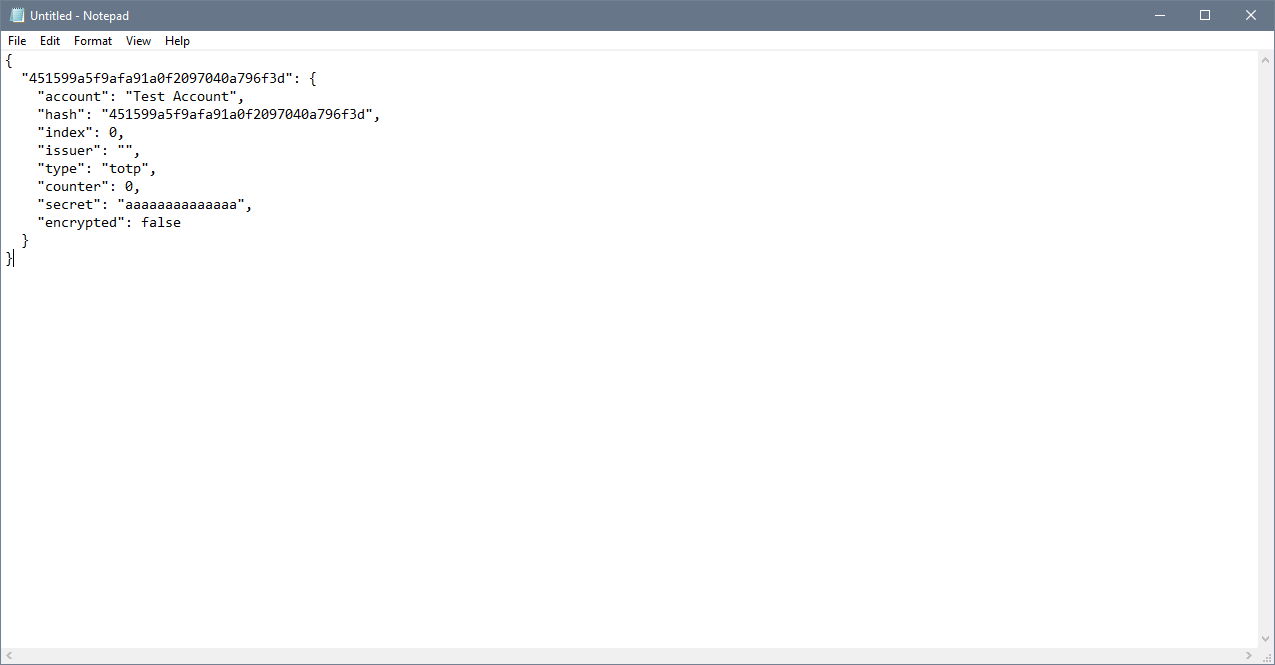 Untitled - Notepad
File Edit Format View Help
{
  "451599a5f9afa91a0f2097040a796f3d": {
    "account": "Test Account",
    "hash": "451599a5f9afa91a0f2097040a796f3d",
    "index": 0,
    "issuer": "",
    "type": "totp",
    "counter": 0,
    "secret": "aaaaaaaaaaaaaa",
    "encrypted": false
  }
}